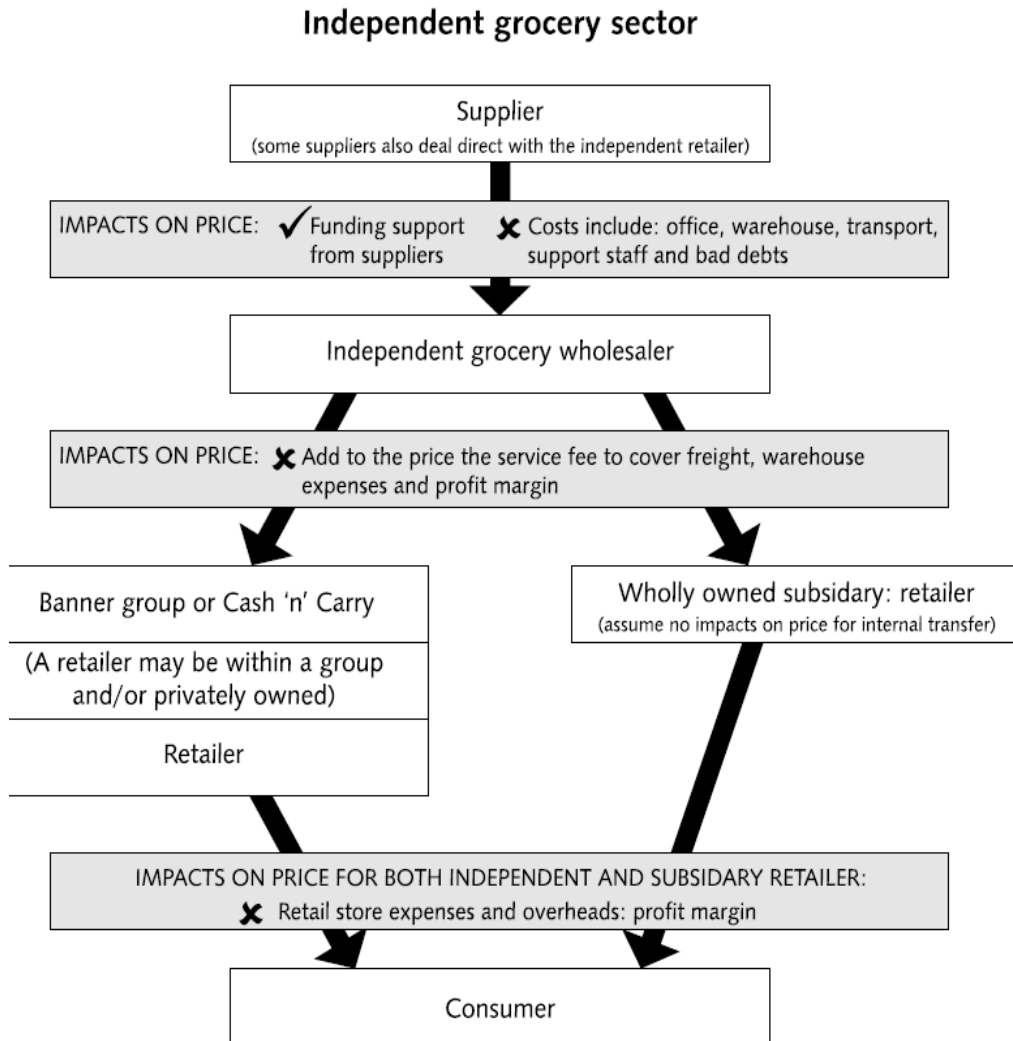 Independent grocery sector
Supplier
(some suppliers also deal direct with the independent retailer)
IMPACTS ON PRICE: ✓ Funding support
from suppliers
✘ Costs include: office, warehouse, transport,
support staff and bad debts
Independent grocery wholesaler
IMPACTS ON PRICE: ✘ Add to the price the service fee to cover freight, warehouse
expenses and profit margin
Banner group or Cash ‘n’ Carry
(A retailer may be within a group
and/or privately owned)
Retailer
Wholly owned subsidary: retailer
(assume no impacts on price for internal transfer)
IMPACTS ON PRICE FOR BOTH INDEPENDENT AND SUBSIDARY RETAILER:
✘ Retail store expenses and overheads: profit margin
Consumer